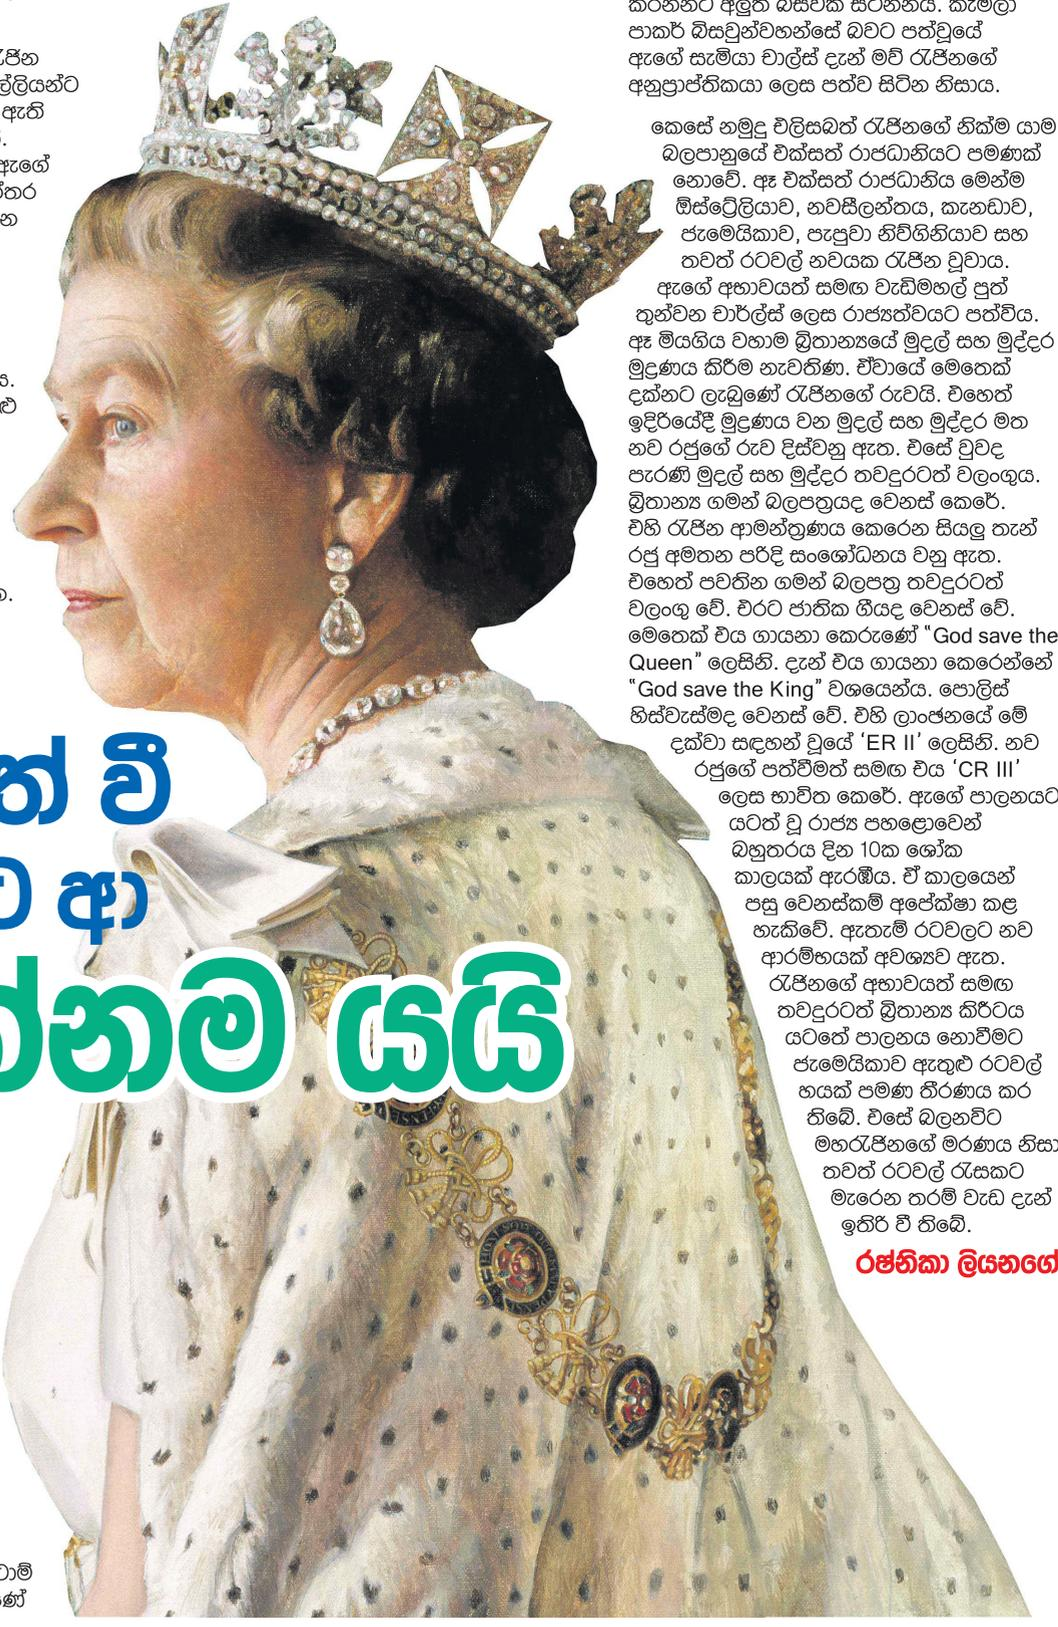 රැජින
ඇති
ඇගේ
න
ය.
ත් වී
ට ආ
නම යයි
කරන්නට අලුත් බිසවක් සිටින්නීය. කැමිලා
පාකර් බිසවුන්වහන්සේ බවට පත්වූයේ
ඇගේ සැමියා චාල්ස් දැන් මව් රැජිනගේ
අනුප්‍රාප්තිකයා ලෙස පත්ව සිටින නිසාය.
කෙසේ නමුදු එලිසබත් රැජිනගේ නික්ම යාම
බලපානුයේ එක්සත් රාජධානියට පමණක්
නොවේ. ඈ එක්සත් රාජධානිය මෙන්ම
ඕස්ට්‍රේලියාව, නවසීලන්තය, කැනඩාව,
ජැමෙයිකාව, පැපුවා නිව්ගිනියාව සහ
තවත් රටවල් නවයක රැජින වූවාය.
ඇගේ අභාවයත් සමඟ වැඩිමහල් පුත්
තුන්වන චාර්ල්ස් ලෙස රාජ්‍යත්වයට පත්විය.
ඈ මියගිය වහාම බ්‍රිතාන්‍යයේ මුදල් සහ මුද්දර
මුද්‍රණය කිරීම නැවතිණ. ඒවායේ මෙතෙක්
දක්නට ලැබුණේ රැජිනගේ රුවයි. එහෙත්
ඉදිරියේදී මුද්‍රණය වන මුදල් සහ මුද්දර මත
නව රජුගේ රුව දිස්වනු ඇත. එසේ වුවද
පැරණි මුදල් සහ මුද්දර තවදුරටත් වලංගුය.
බ්‍රිතාන්‍ය ගමන් බලපත්‍රයද වෙනස් කෙරේ.
එහි රැජින ආමන්ත්‍රණය කෙරෙන සියලු තැන්
රජු අමතන පරිදි සංශෝධනය වනු ඇත.
එහෙත් පවතින ගමන් බලපත්‍ර තවදුරටත්
වලංගු වේ. එරට ජාතික ගීයද වෙනස් වේ.
මෙතෙක් එය ගායනා කෙරුණේ “God save the
Queen” ලෙසිනි. දැන් එය ගායනා කෙරෙන්නේ
“God save the King” වශයෙන්ය. පොලිස්
හිස්වැස්මද වෙනස් වේ. එහි ලාංඡනයේ මේ
දක්වා සඳහන් වූයේ ‘ER II’ ලෙසිනි. නව
රජුගේ පත්වීමත් සමඟ එය ‘CR III’
ලෙස භාවිත කෙරේ. ඇගේ පාලනයට
යටත් වූ රාජ්‍ය පහළොවෙන්
බහුතරය දින 10ක ශෝක
කාලයක් ඇරඹීය. ඒ කාලයෙන්
පසු වෙනස්කම් අපේක්ෂා කළ
හැකිවේ. ඇතැම් රටවලට නව
ආරම්භයක් අවශ්‍යව ඇත.
රැජිනගේ අභාවයත් සමඟ
තවදුරටත් බ්‍රිතාන්‍ය කිරීටය
යටතේ පාලනය නොවීමට
ජැමෙයිකාව ඇතුළු රටවල්
හයක් පමණ තීරණය කර
තිබේ. එසේ බලනවිට
මහරැජිනගේ මරණය නිසා
තවත් රටවල් රැසකට
මැරෙන තරම් වැඩ දැන්
ඉතිරි වී තිබේ.
රෂ්නිකා ලියනගේ